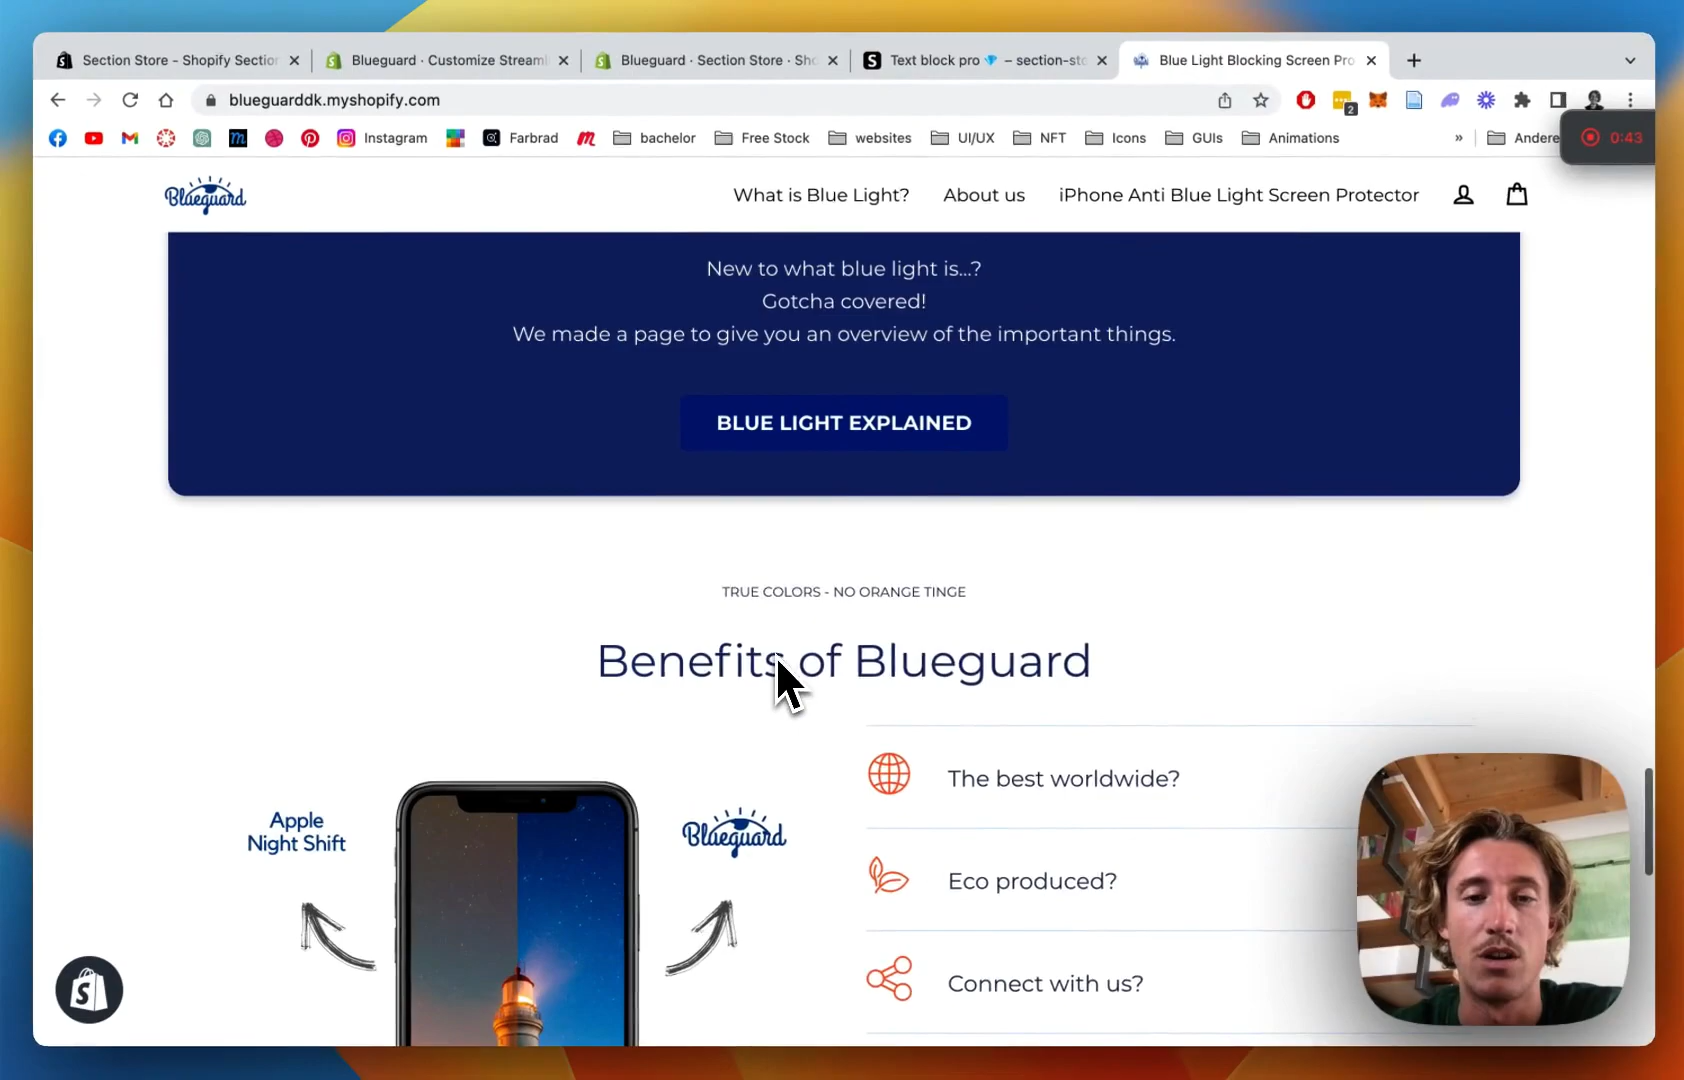 Section Store - Shopify Section
Blueguard · Customize Streaml
Blueguard · Section Store · Sho
Text block pro 💎 – section-sto
Blue Light Blocking Screen Pro
blueguarddk.myshopify.com
2
Instagram
Farbrad
bachelor
Free Stock
websites
UI/UX
NFT
Icons
GUIs
Animations
»
Andere
0:43
Blueguard
What is Blue Light?
About us
iPhone Anti Blue Light Screen Protector
New to what blue light is...?
Gotcha covered!
We made a page to give you an overview of the important things.
BLUE LIGHT EXPLAINED
TRUE COLORS - NO ORANGE TINGE
Benefits of Blueguard
Apple
Night Shift
Blueguard
The best worldwide?
Eco produced?
Connect with us?